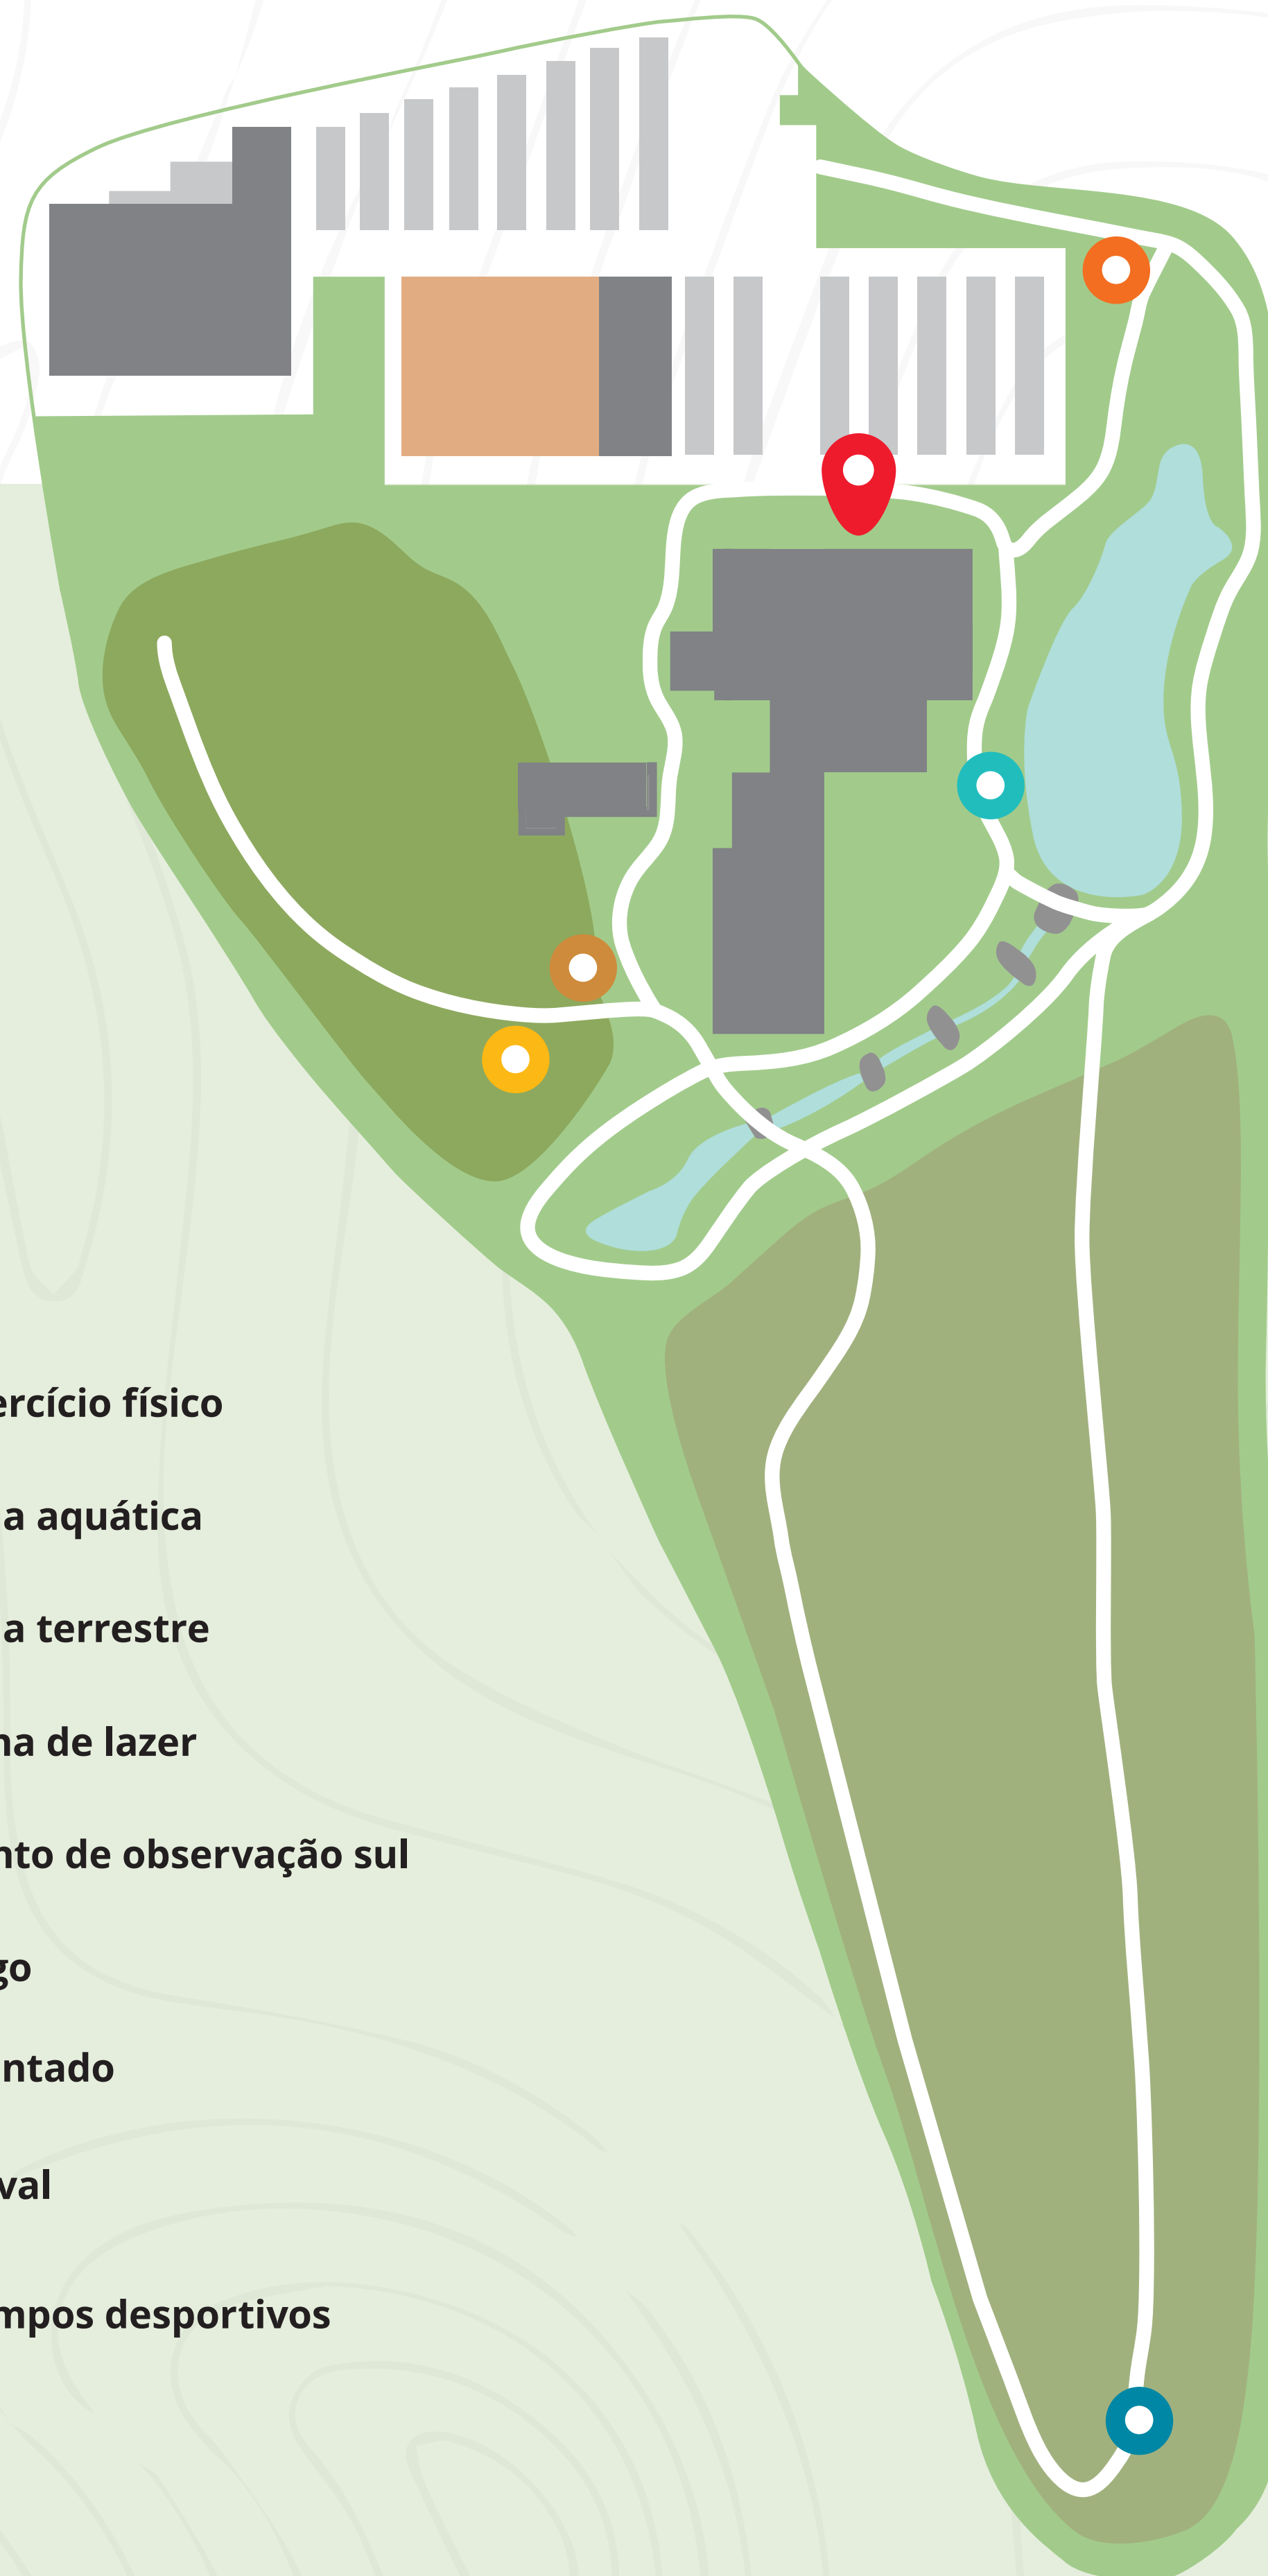 ercício físico
a aquática
a terrestre
na de lazer
nto de observação sul
go
ntado
val
mpos desportivos